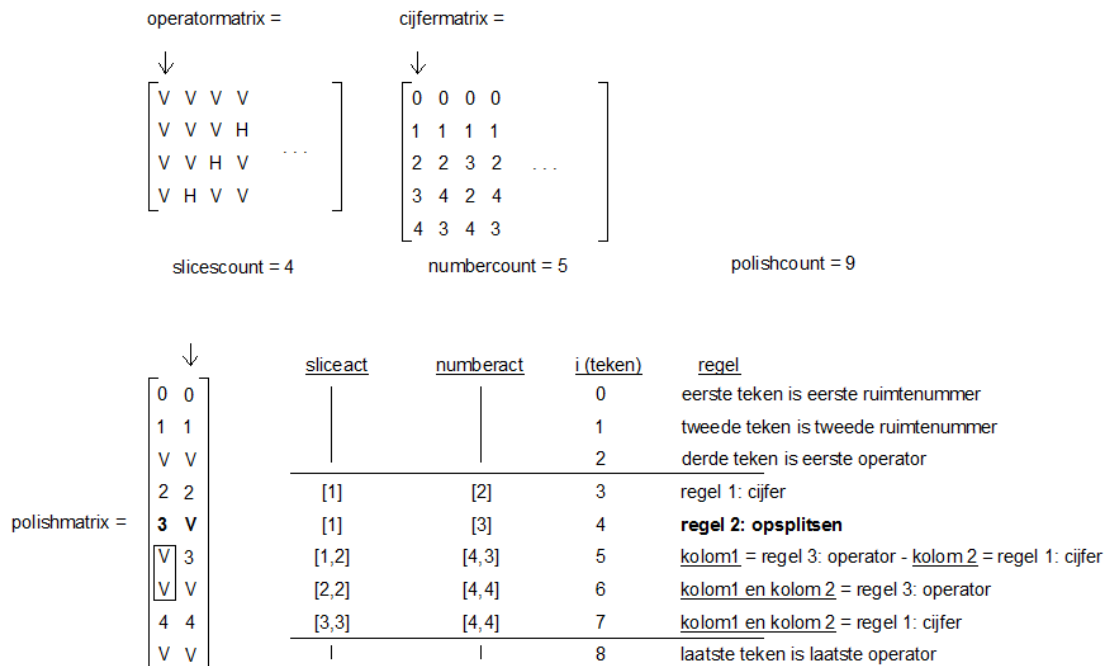 operatormatrix = cijfermatrix =
V V V V 0 0 0 0
V V V H 1 1 1 1
V V H V . . . 2 2 3 2 . . .
V H V V 3 4 2 4
4 3 4 3
slicescount = 4 numbercount = 5 polishcount = 9
sliceact numberact i (teken) regel
0 0 0 eerste teken is eerste ruimtenummer
1 1 1 tweede teken is tweede ruimtenummer
V V 2 derde teken is eerste operator
2 2 [1] [2] 3 regel 1: cijfer
polishmatrix = 3 V [1] [3] 4 regel 2: opsplitsen
V 3 [1,2] [4,3] 5 kolom1 = regel 3: operator - kolom 2 = regel 1: cijfer
V V [2,2] [4,4] 6 kolom1 en kolom 2 = regel 3: operator
4 4 [3,3] [4,4] 7 kolom1 en kolom 2 = regel 1: cijfer
V V 8 laatste teken is laatste operator